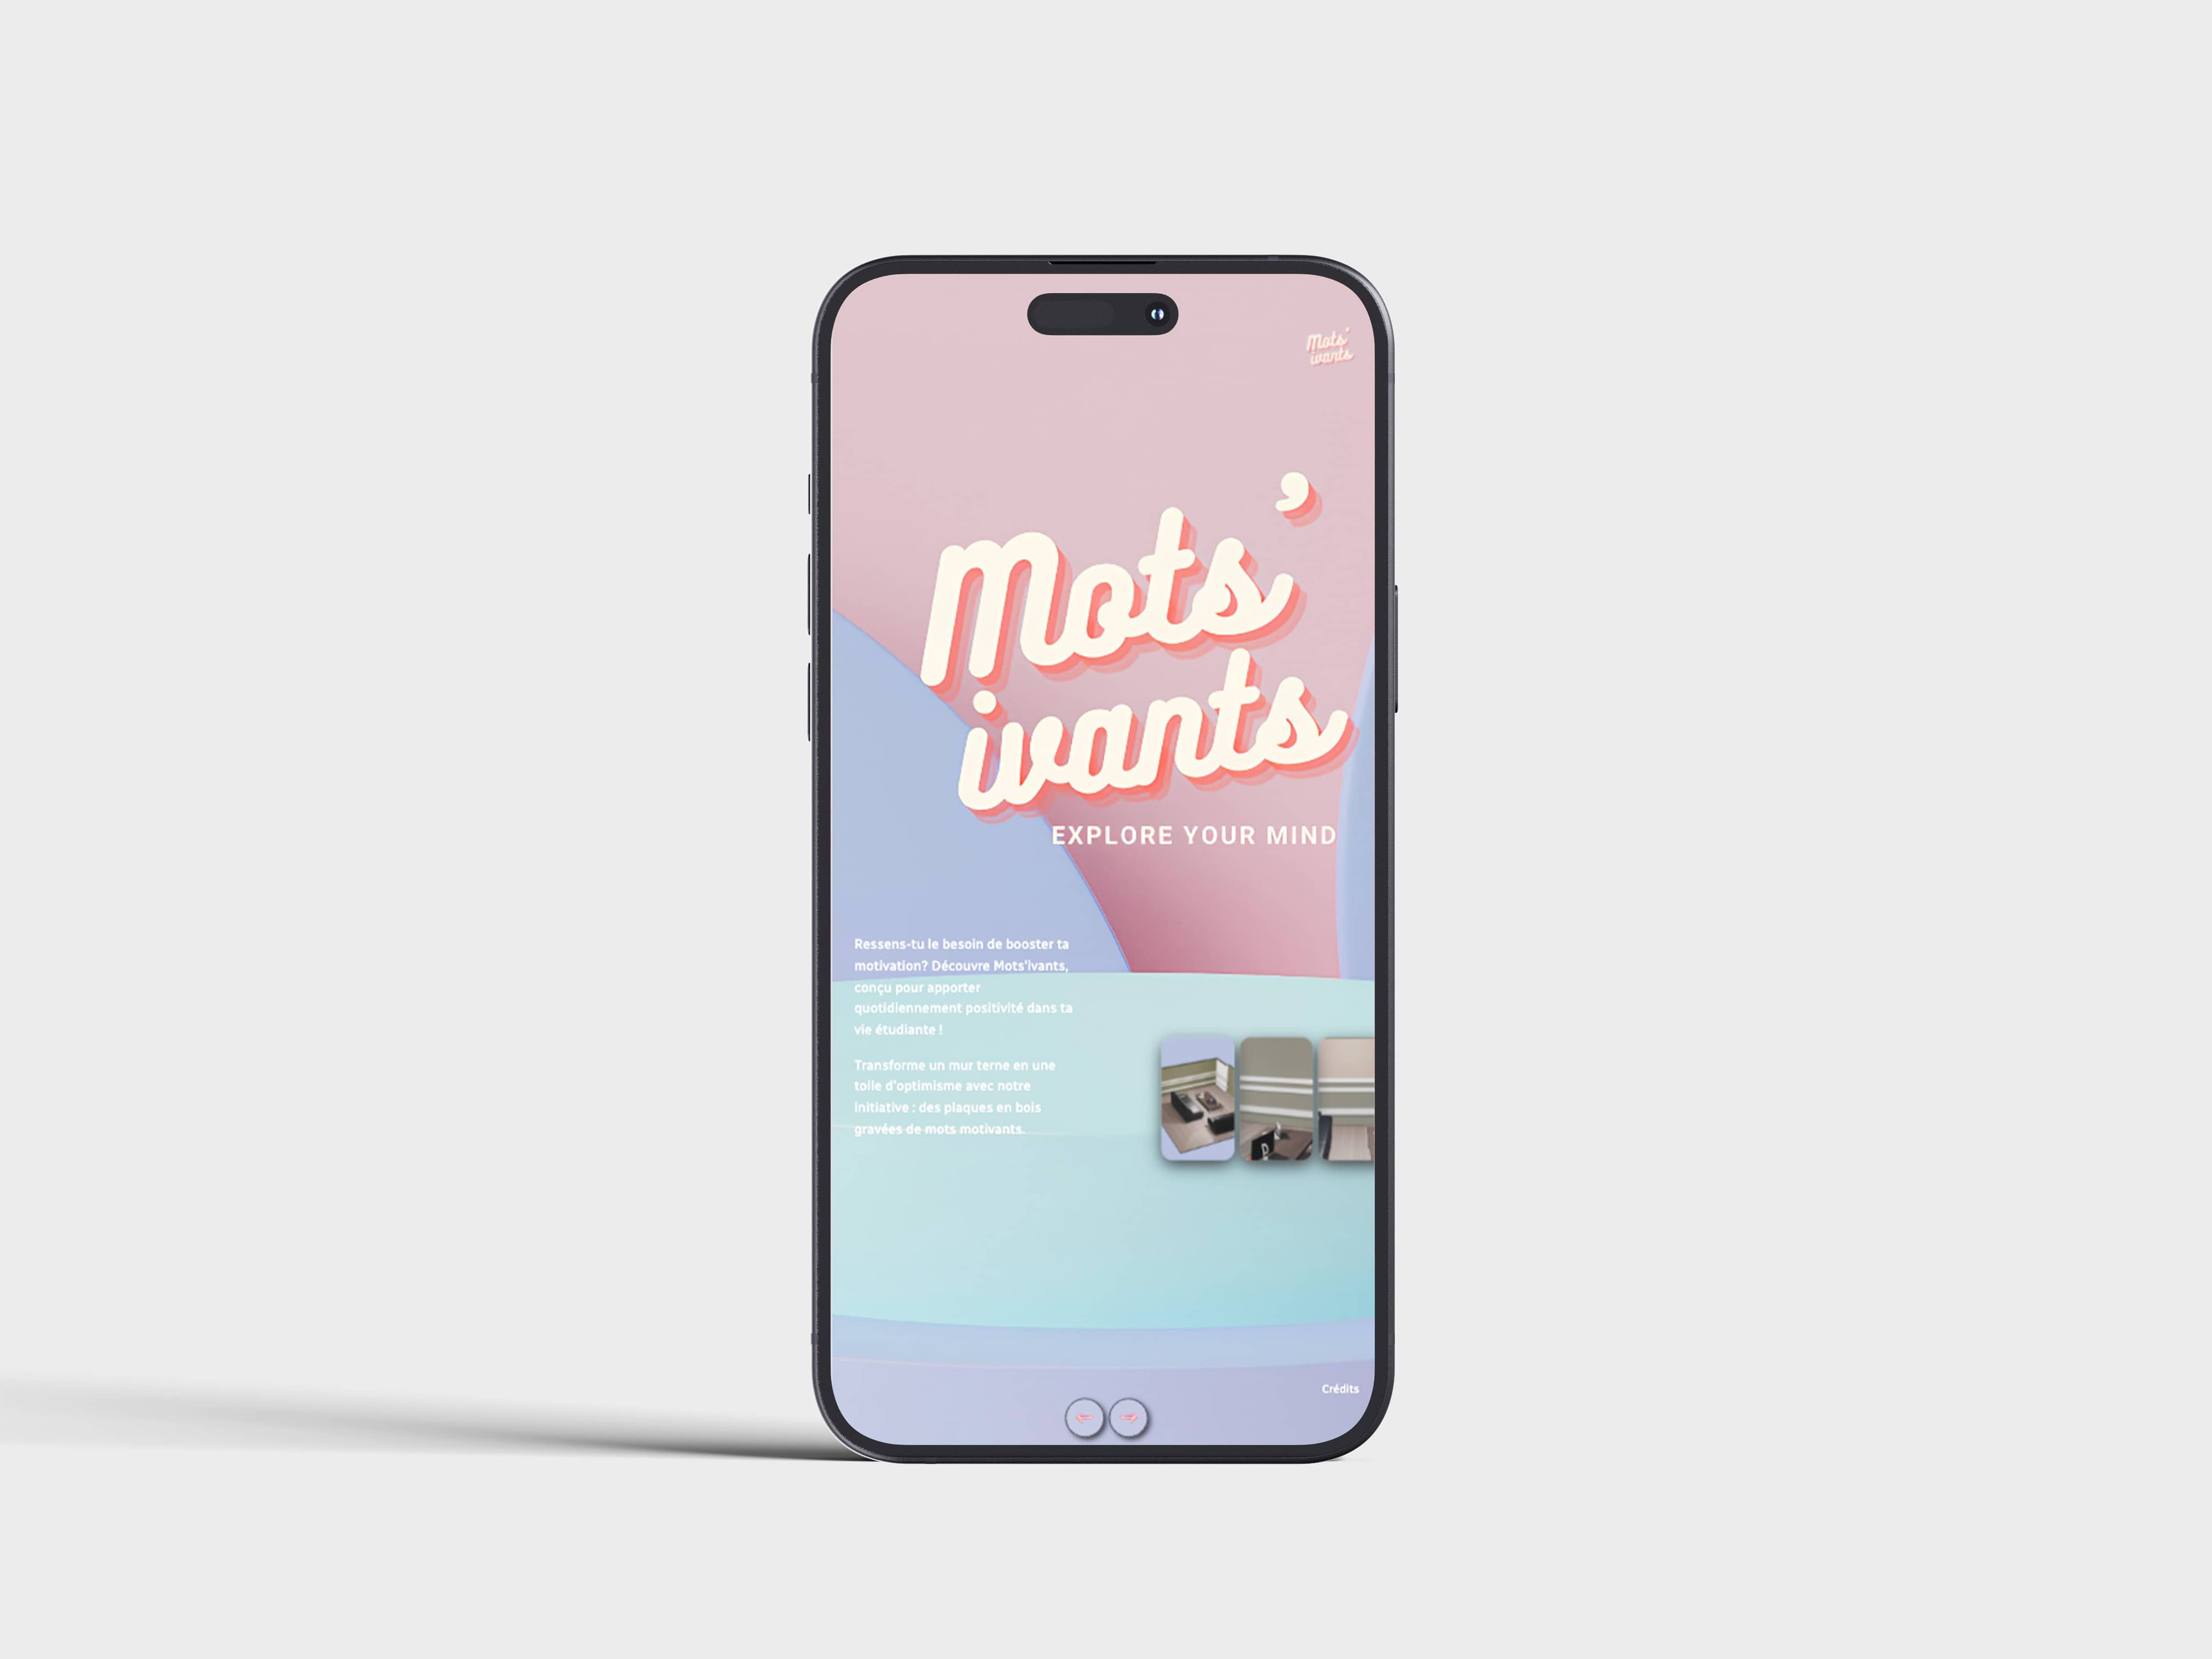 Mots'
ivants
Mots'
ivants
EXPLORE YOUR MIND
Ressens-tu le besoin de booster ta
motivation? Découvre Mots'ivants,
conçu pour apporter
quotidiennement positivité dans ta
vie étudiante !
Transforme un mur terne en une
toile d'optimisme avec notre
initiative : des plaques en bois
gravées de mots motivants.
Crédits